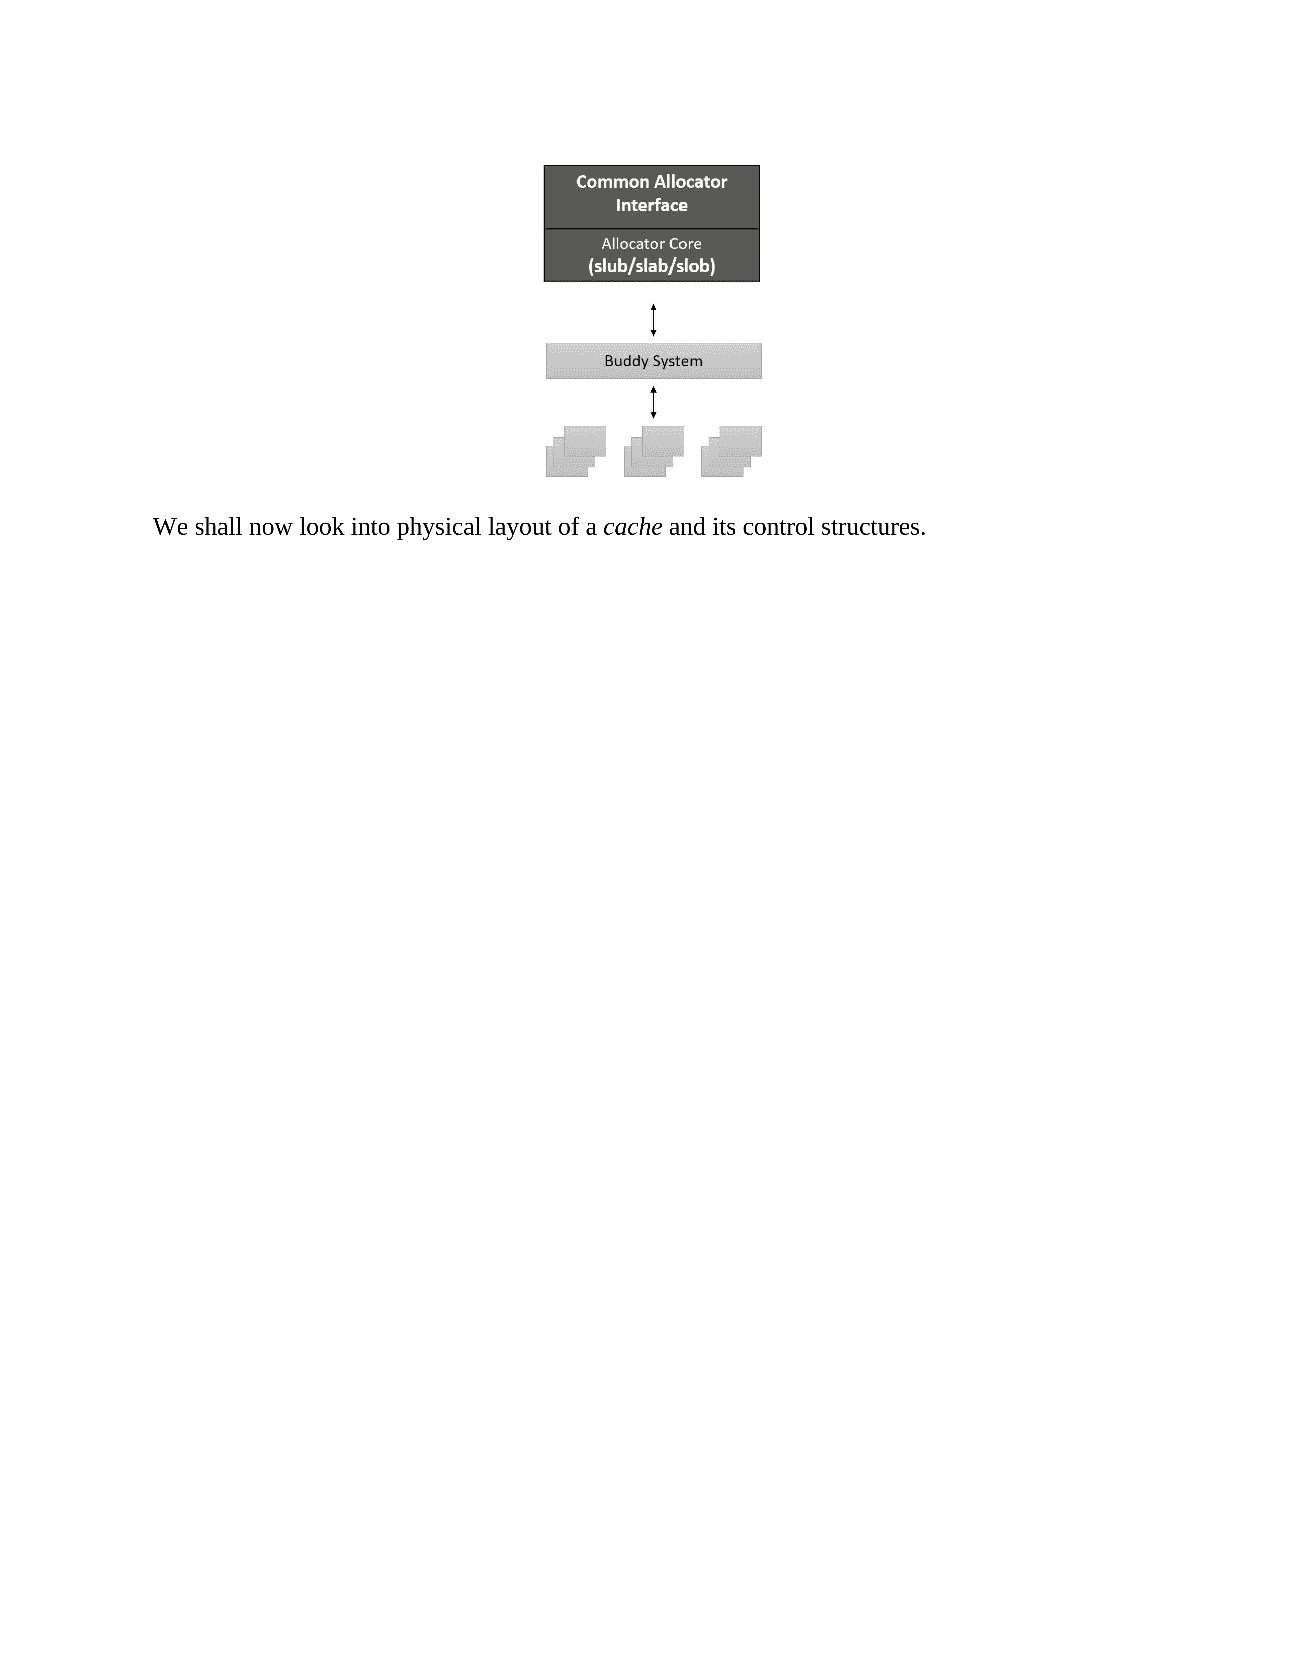 Common Allocator
Interface
Allocator Core
(slub/slab/slob)
Buddy System
We shall now look into physical layout of a cache and its control structures.